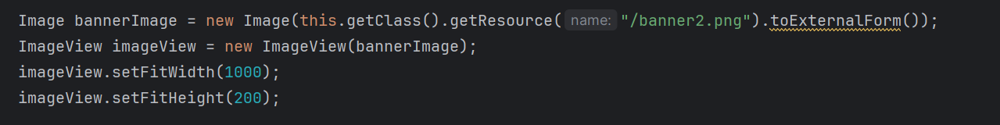 Image bannerImage = new Image(this.getClass().getResource( name: "/banner2.png").toExternalForm());
ImageView imageView = new ImageView(bannerImage);
imageView.setFitWidth(1000);
imageView.setFitHeight(200);